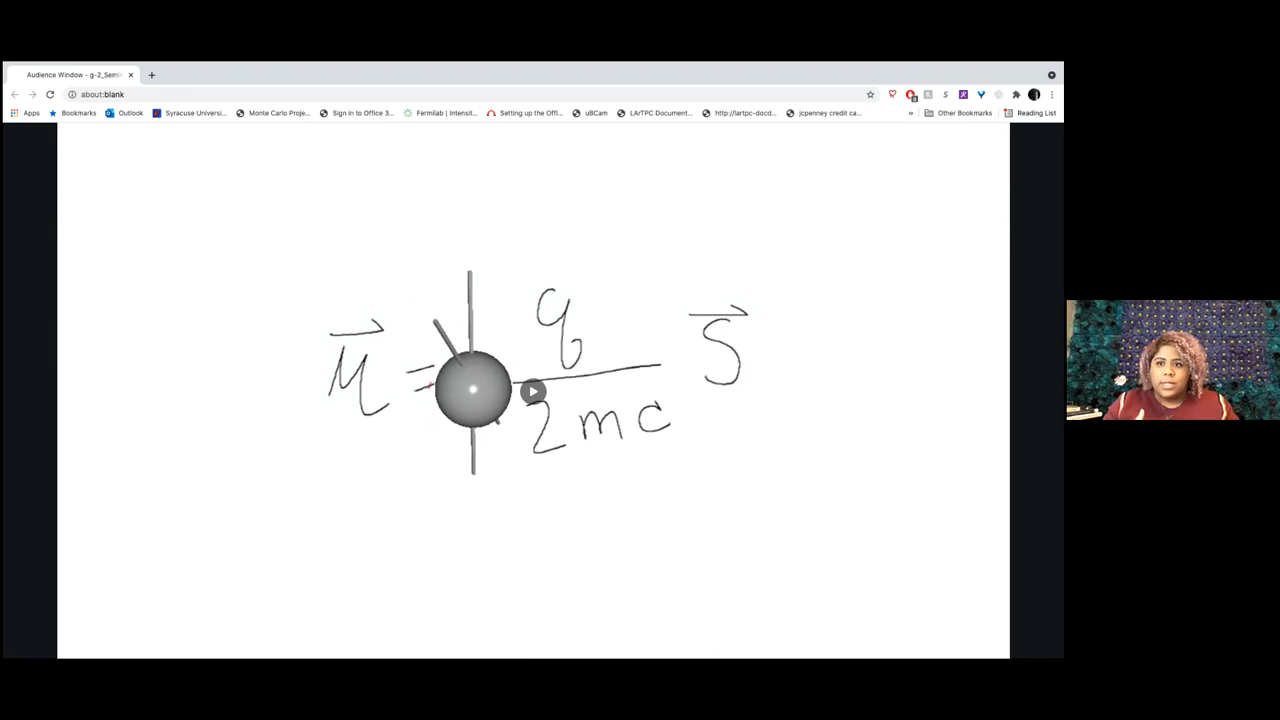 Audience Window - g-2_Semin
about:blank
Apps Bookmarks Outlook Syracuse Universi... Monte Carlo Proje... Sign in to Office 3... Fermilab | Intensit... Setting up the Offl... uBCam LArTPC Document... http://lartpc-docd... jcpenney credit ca... » Other Bookmarks Reading List
μ⃗ = q S⃗
2mc